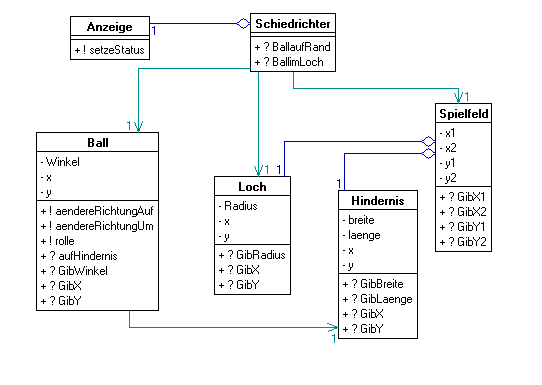 Anzeige
+ ! setzeStatus
1
Schiedrichter
+ ? BallaufRand
+ ? BallimLoch
1
Ball
- Winkel
- x
- y
+ ! aendereRichtungAuf
+ ! aendereRichtungUm
+ ! rolle
+ ? aufHindernis
+ ? GibWinkel
+ ? GibX
+ ? GibY
1
1
Loch
- Radius
- x
- y
+ ? GibRadius
+ ? GibX
+ ? GibY
1
1
Hindernis
- breite
- laenge
- x
- y
+ ? GibBreite
+ ? GibLaenge
+ ? GibX
+ ? GibY
1
1
Spielfeld
- x1
- x2
- y1
- y2
+ ? GibX1
+ ? GibX2
+ ? GibY1
+ ? GibY2